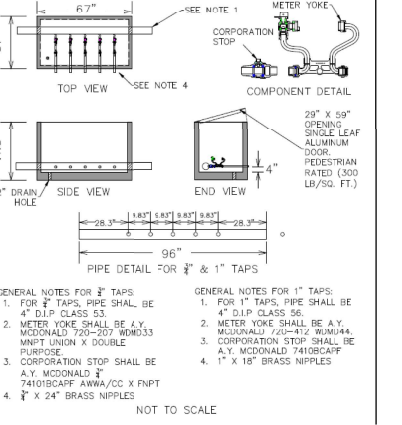 67"
SEE NOTE 1
METER YOKE
CORPORATION
STOP
SEE NOTE 4
TOP VIEW
COMPONENT DETAIL
29" X 59"
OPENING
SINGLE LEAF
ALUMINUM
DOOR.
PEDESTRIAN
RATED (300
LB/SQ. FT.)
4"
DRAIN
HOLE
SIDE VIEW
END VIEW
28.3"
9.83" 9.83" 9.83"
28.3"
96"
PIPE DETAIL FOR ¾" & 1" TAPS
GENERAL NOTES FOR ¾" TAPS:
1. FOR ¾" TAPS, PIPE SHALL BE
4" D.I.P CLASS 53.
2. METER YOKE SHALL BE A.Y.
MCDONALD 720-207 WDMD33
MNPT UNION X DOUBLE
PURPOSE.
3. CORPORATION STOP SHALL BE
A.Y. MCDONALD ¾"
74101BCAPF AWWA/CC X FNPT
4. ¾" X 24" BRASS NIPPLES
GENERAL NOTES FOR 1" TAPS:
1. FOR 1" TAPS, PIPE SHALL BE
4" D.I.P CLASS 56.
2. METER YOKE SHALL BE A.Y.
MCDONALD 720-412 WDMD44.
3. CORPORATION STOP SHALL BE
A.Y. MCDONALD 7410BCAPF
4. 1" X 18" BRASS NIPPLES
NOT TO SCALE